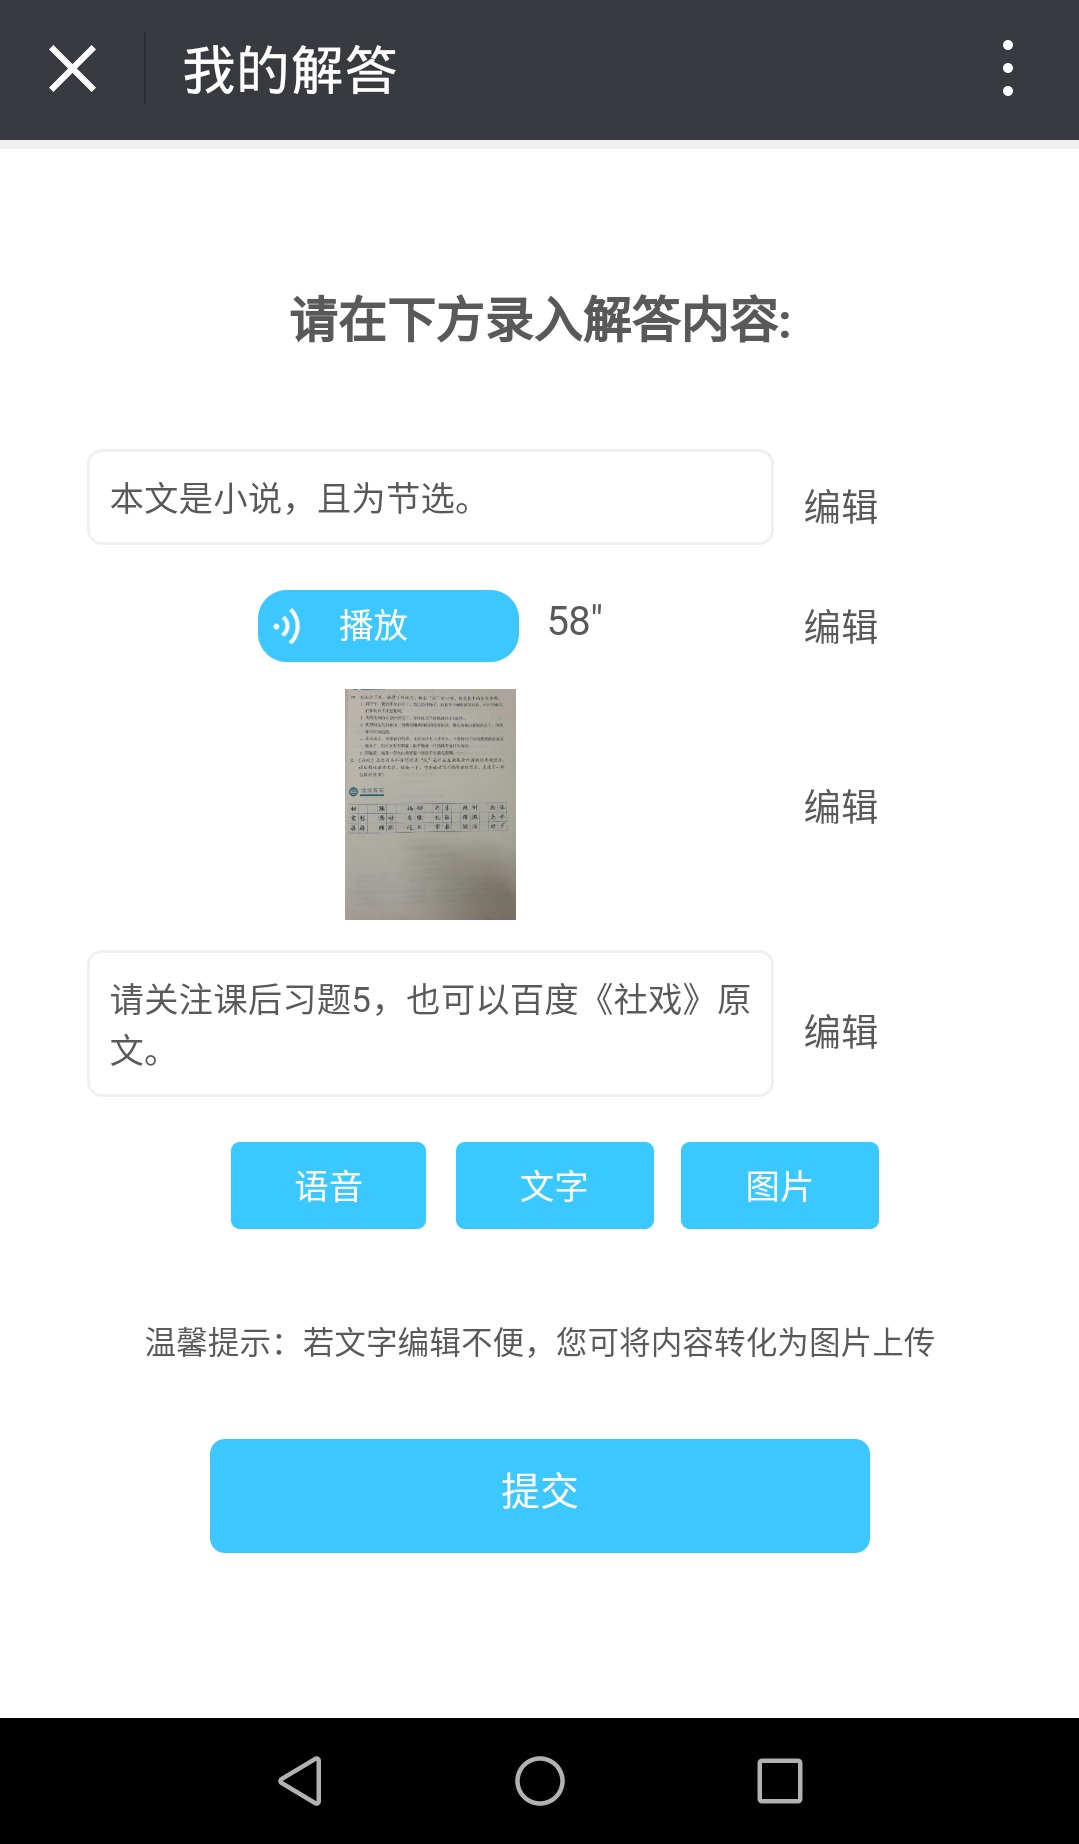 我的解答
请在下方录入解答内容:
本文是小说，且为节选。
编辑
播放
58"
编辑
编辑
请关注课后习题5，也可以百度《社戏》原
文。
编辑
语音
文字
图片
温馨提示：若文字编辑不便，您可将内容转化为图片上传
提交